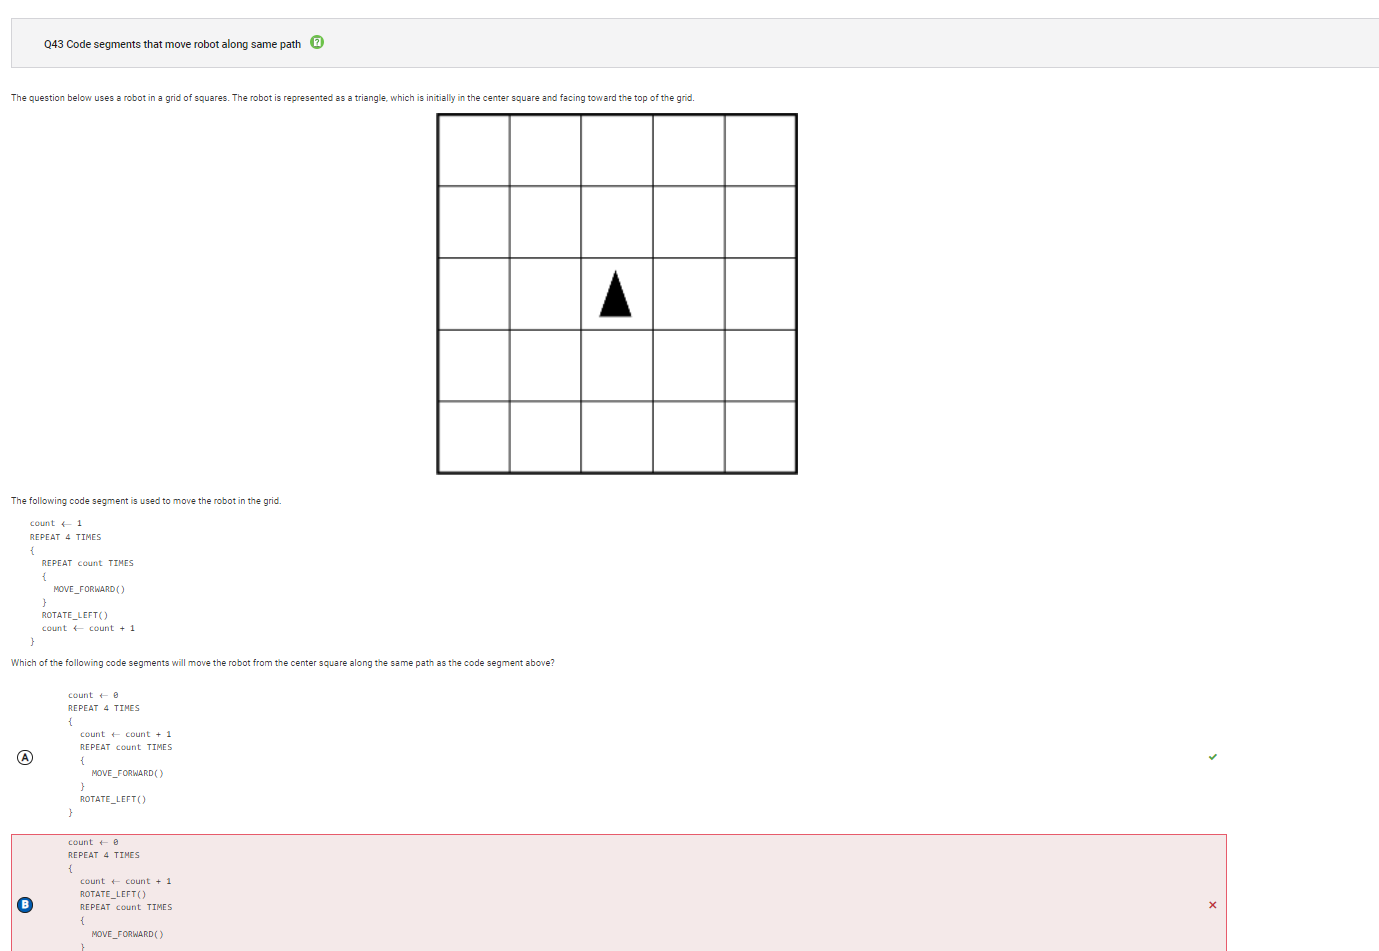 Q43 Code segments that move robot along same path
The question below uses a robot in a grid of squares. The robot is represented as a triangle, which is initially in the center square and facing toward the top of the grid.
The following code segment is used to move the robot in the grid.
count ← 1
REPEAT 4 TIMES
{
REPEAT count TIMES
{
MOVE_FORWARD()
}
ROTATE_LEFT()
count ← count + 1
}
Which of the following code segments will move the robot from the center square along the same path as the code segment above?
A
count ← 0
REPEAT 4 TIMES
{
count ← count + 1
REPEAT count TIMES
{
MOVE_FORWARD()
}
ROTATE_LEFT()
}
B
count ← 0
REPEAT 4 TIMES
{
count ← count + 1
ROTATE_LEFT()
REPEAT count TIMES
{
MOVE_FORWARD()
}